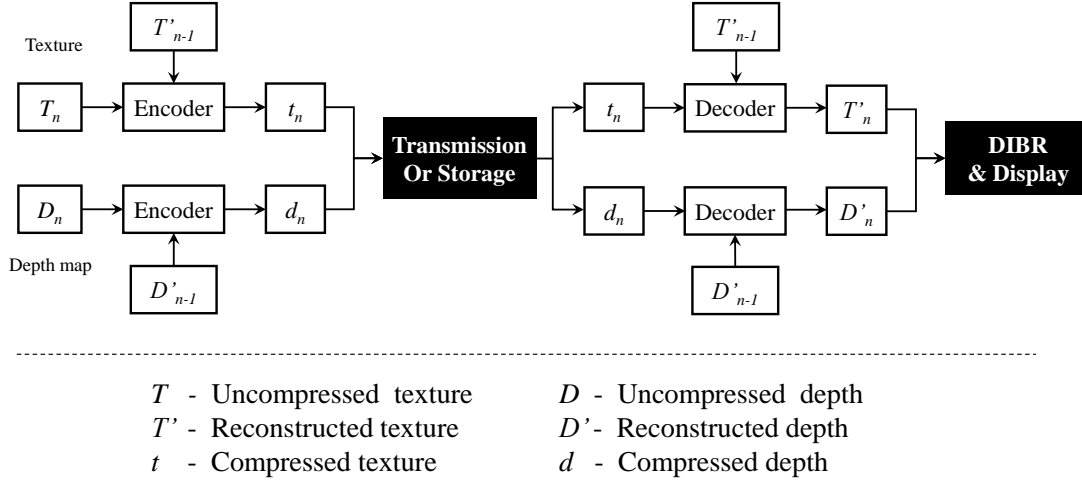 T’n-1
T’n-1
Texture
Tn
Encoder
tn
tn
Decoder
T’n
Transmission
Or Storage
DIBR
& Display
Dn
Encoder
dn
dn
Decoder
D’n
Depth map
D’n-1
D’n-1
T - Uncompressed texture
D - Uncompressed depth
T’ - Reconstructed texture
D’ - Reconstructed depth
t - Compressed texture
d - Compressed depth